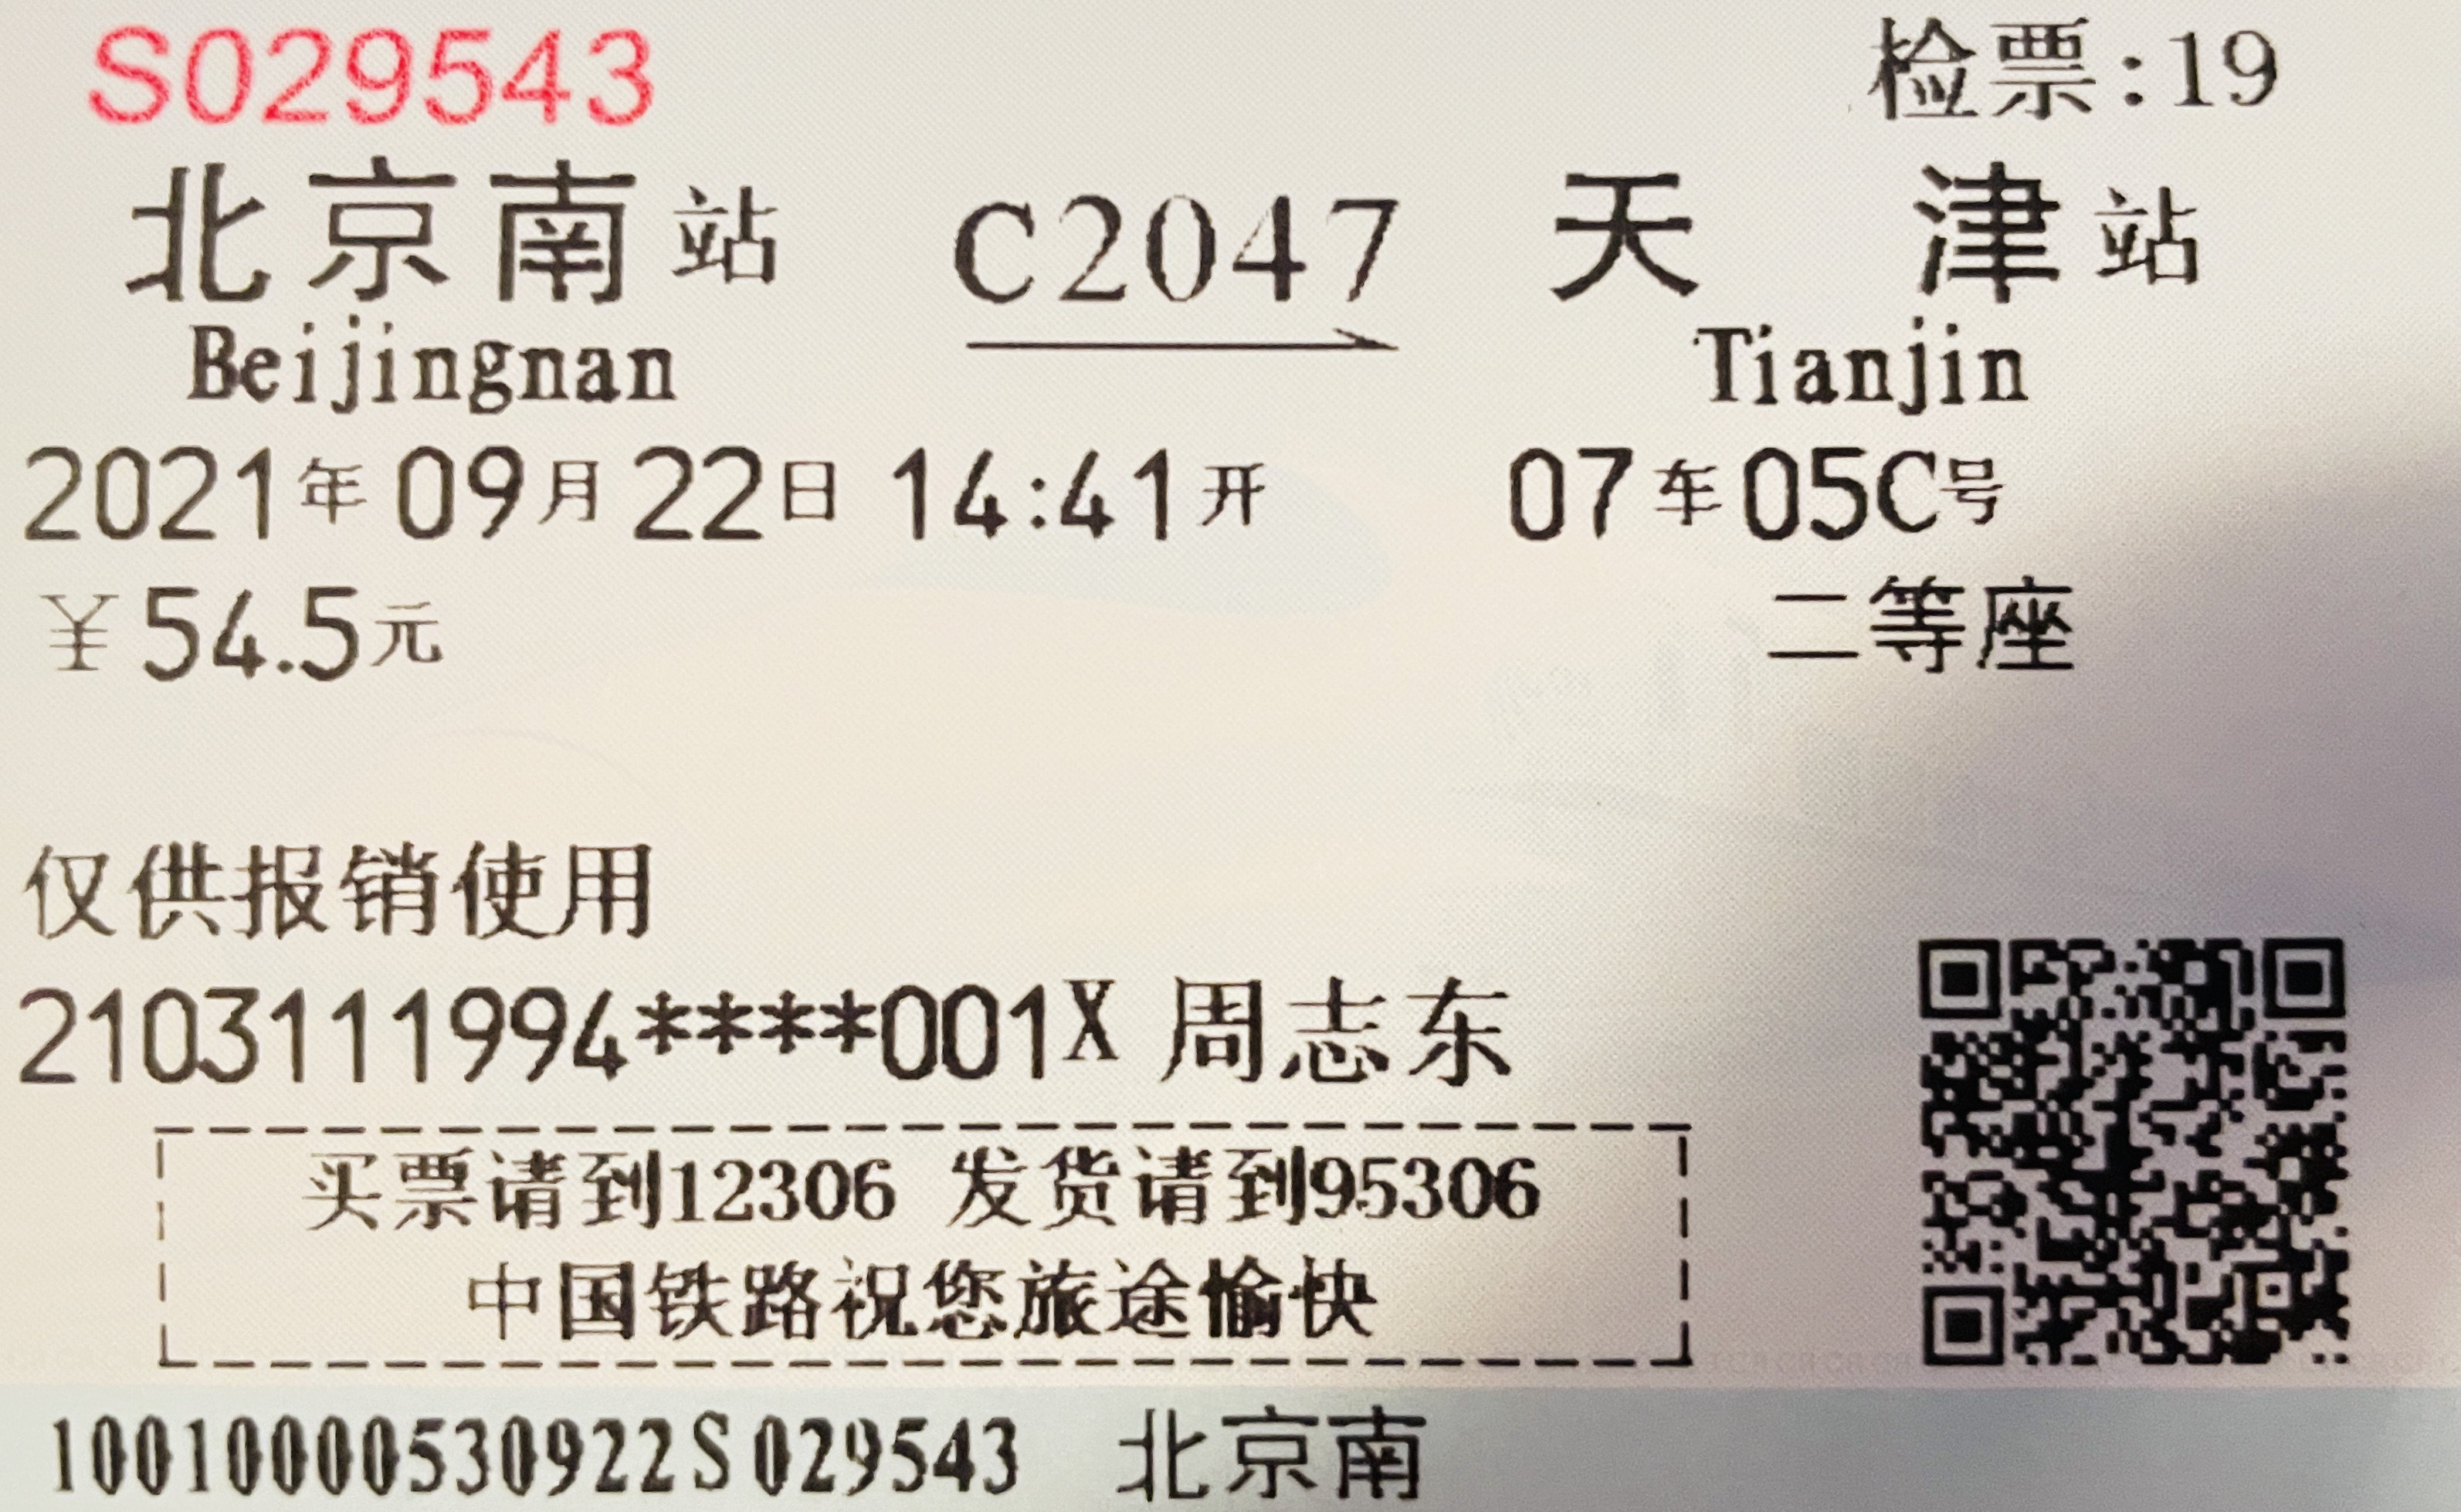 S029543 检票:19
北京南站 C2047 天津站
Beijingnan Tianjin
2021年09月22日 14:41开 07车05C号
¥54.5元 二等座
仅供报销使用
2103111994****001X 周志东
买票请到12306 发货请到95306
中国铁路祝您旅途愉快
10010000530922S029543 北京南